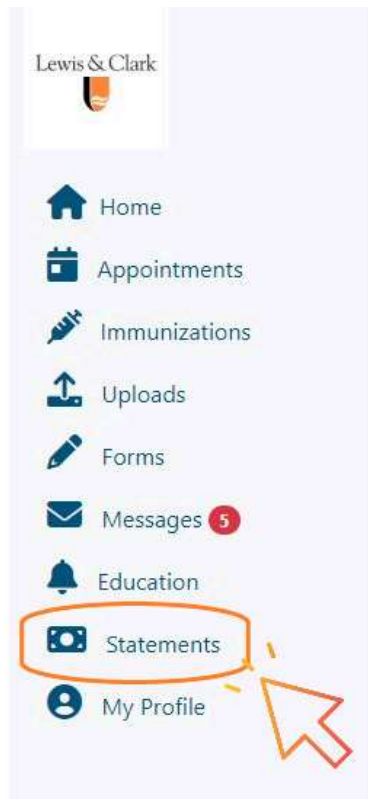 Lewis & Clark
Home
Appointments
Immunizations
Uploads
Forms
Messages 5
Education
Statements
My Profile